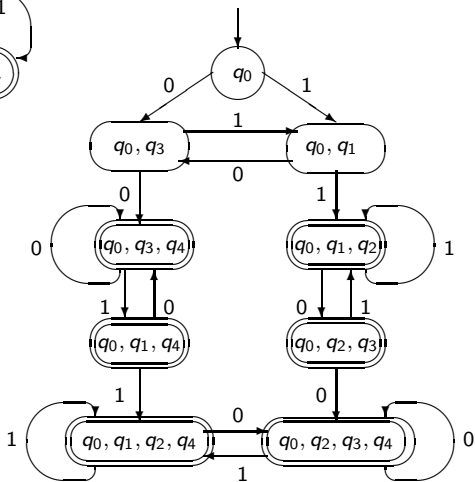 1
q0
0 1
q0, q3 1 q0, q1
0
0 1
0 q0, q3, q4 q0, q1, q2 1
1 0 0 1
q0, q1, q4 q0, q2, q3
1 0
1 q0, q1, q2, q4 0 q0, q2, q3, q4 0
1